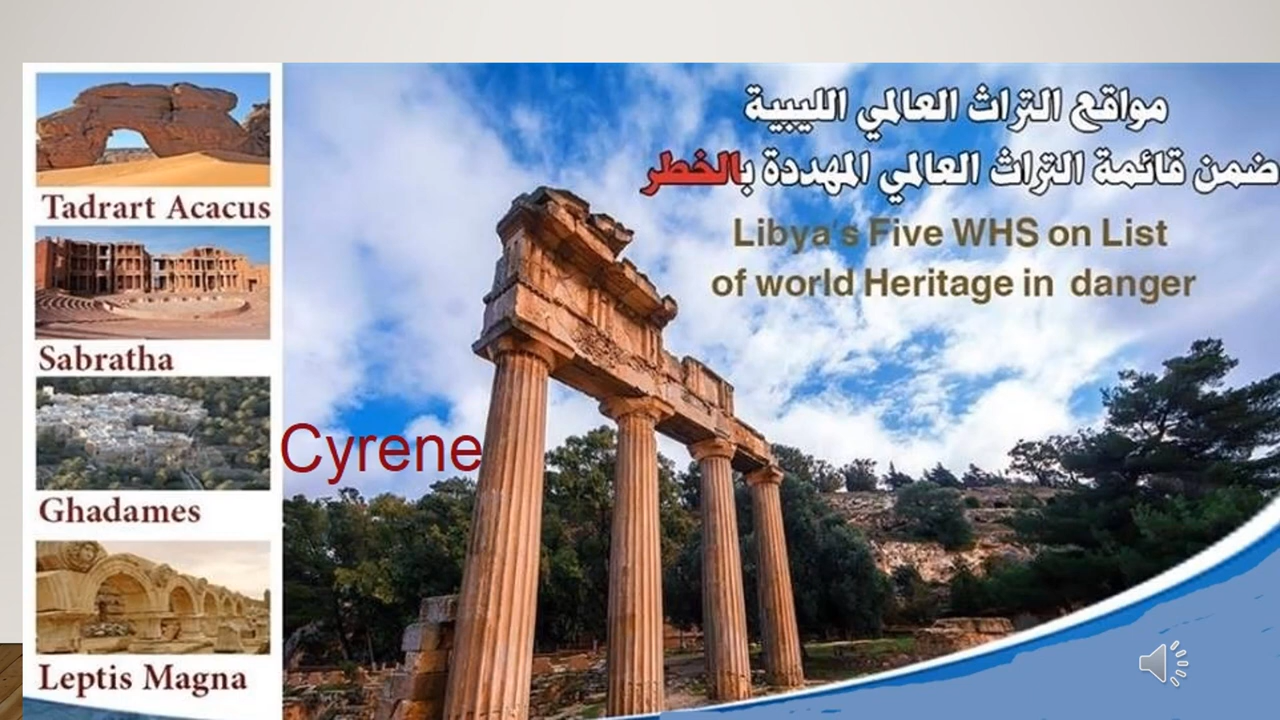 مواقع التراث العالمي الليبية
ضمن قائمة التراث العالمي المهددة بالخطر
Libya's Five WHS on List
of world Heritage in danger
Tadrart Acacus
Sabratha
Ghadames
Leptis Magna
Cyrene